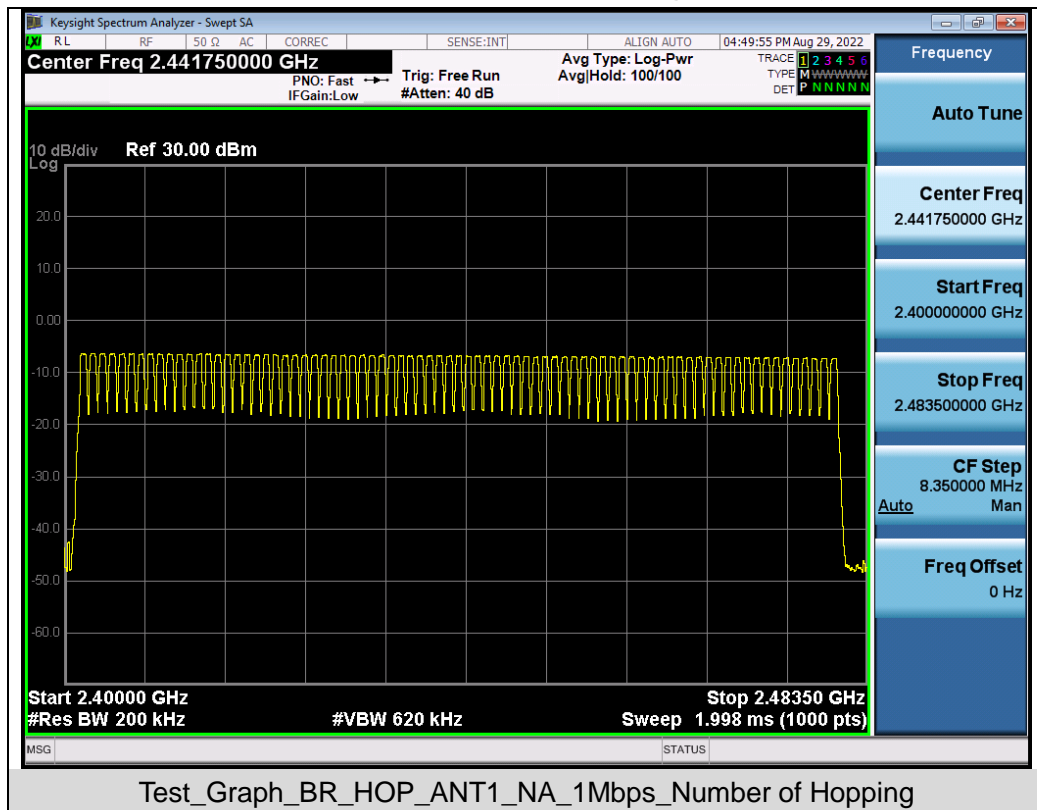 Keysight Spectrum Analyzer - Swept SA
LXI RL RF 50 Ω AC CORREC SENSE:INT ALIGN AUTO 04:49:55 PM Aug 29, 2022
Center Freq 2.441750000 GHz
PNO: Fast
IFGain:Low
Trig: Free Run
#Atten: 40 dB
Avg Type: Log-Pwr
Avg|Hold: 100/100
TRACE 1 2 3 4 5 6
TYPE M WWWWW
DET P N N N N N
10 dB/div Ref 30.00 dBm
Log
20.0
10.0
0.00
-10.0
-20.0
-30.0
-40.0
-50.0
-60.0
Start 2.40000 GHz Stop 2.48350 GHz
#Res BW 200 kHz #VBW 620 kHz Sweep 1.998 ms (1000 pts)
MSG STATUS
Frequency
Auto Tune
Center Freq
2.441750000 GHz
Start Freq
2.400000000 GHz
Stop Freq
2.483500000 GHz
CF Step
8.350000 MHz
Auto Man
Freq Offset
0 Hz
Test_Graph_BR_HOP_ANT1_NA_1Mbps_Number of Hopping